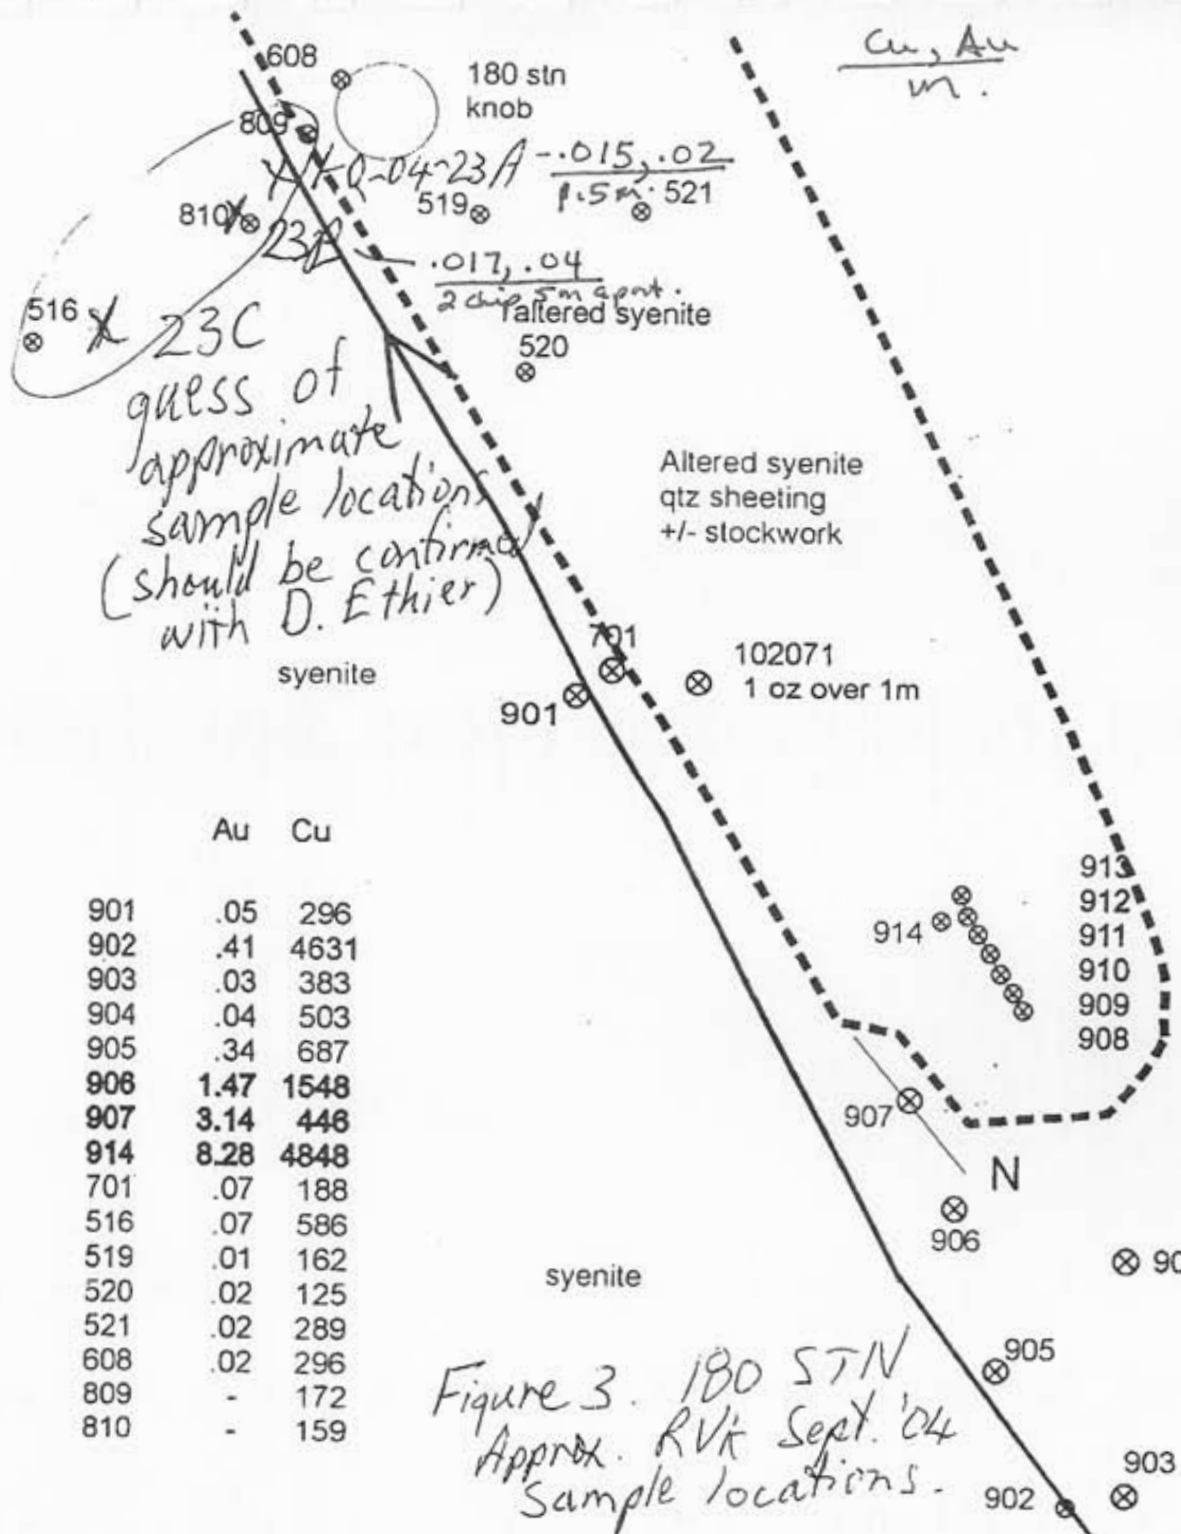 608
180 stn
knob
Cu, Au
m.
809
-04-23A - .015, .02
519
521
810
23B
.017, .04
2 chip 5m apart.
altered syenite
516
X 23C
520
guess of
approximate
sample locations
(should be confirmed
with D. Ethier)
Altered syenite
qtz sheeting
+/- stockwork
syenite
701
901
102071
1 oz over 1m
Au Cu
901 .05 296
902 .41 4631
903 .03 383
904 .04 503
905 .34 687
906 1.47 1548
907 3.14 446
914 8.28 4848
701 .07 188
516 .07 586
519 .01 162
520 .02 125
521 .02 289
608 .02 296
809 - 172
810 - 159
913
912
911
910
909
908
914
907
N
906
90
syenite
905
903
902
Figure 3. 180 STN
Approx. RVK Sept. '04
Sample locations.